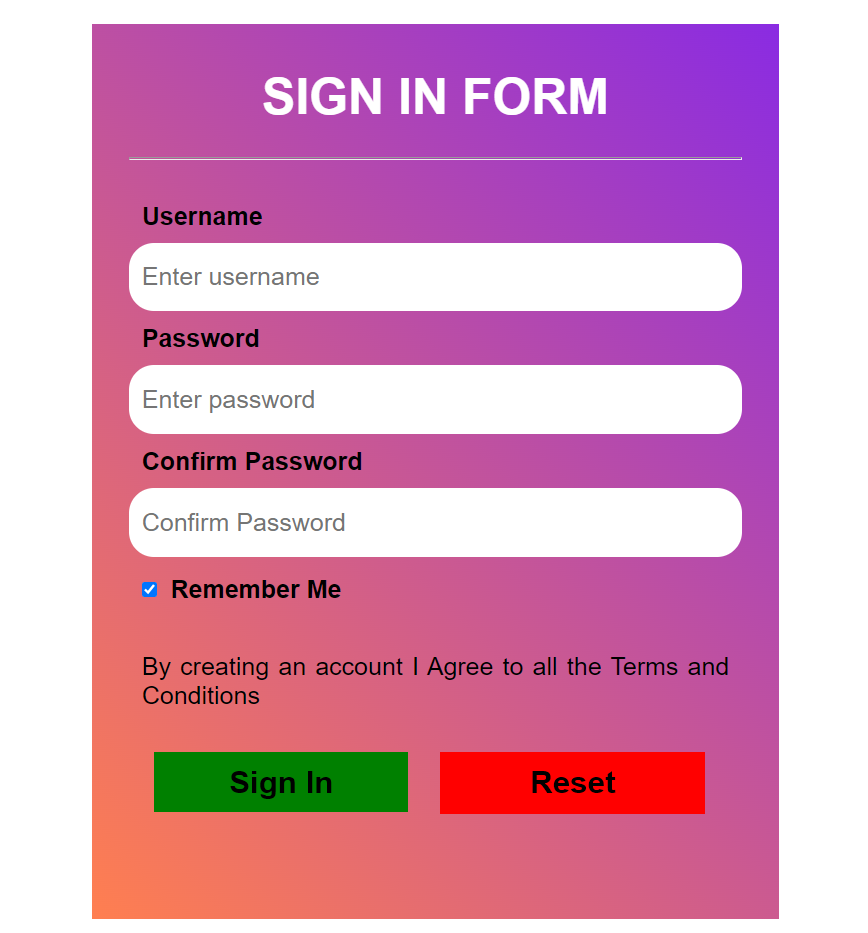 SIGN IN FORM
Username
Enter username
Password
Enter password
Confirm Password
Confirm Password
Remember Me
By creating an account I Agree to all the Terms and
Conditions
Sign In
Reset